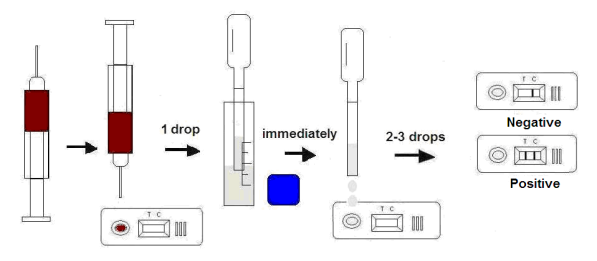 1 drop
immediately
2-3 drops
T C
T C
T C
Negative
T C
Positive